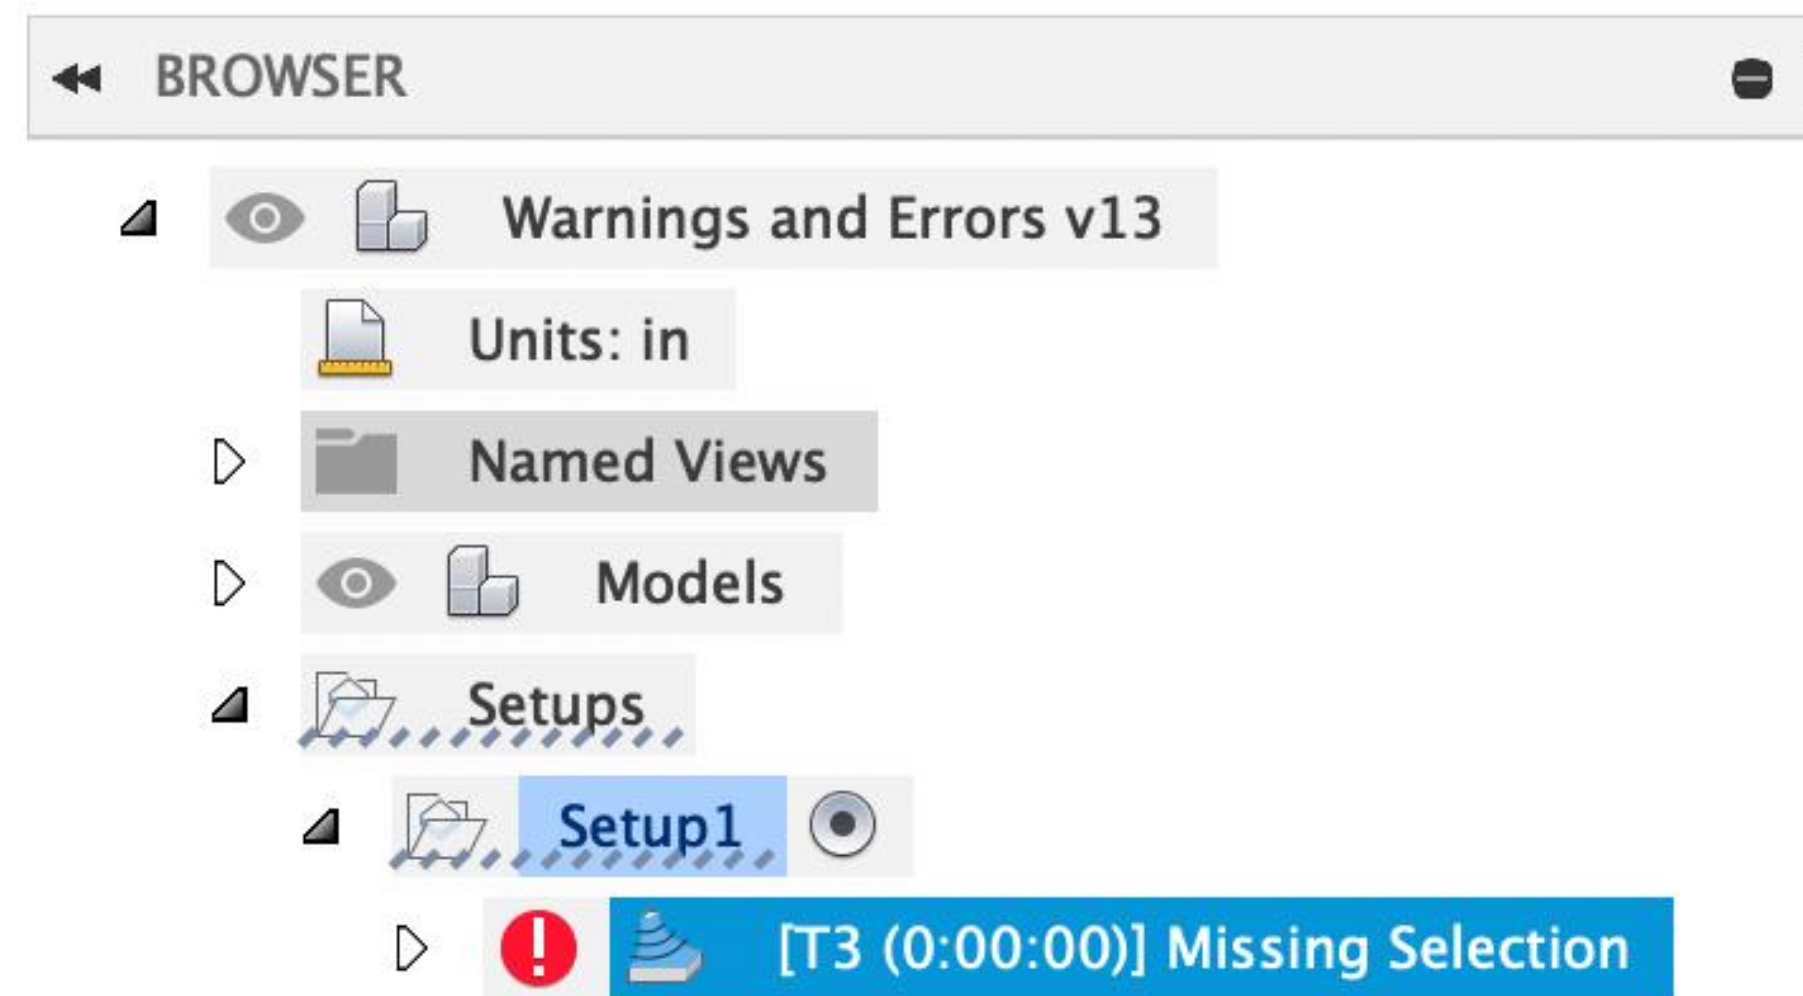 BROWSER
Warnings and Errors v13
Units: in
Named Views
Models
Setups
Setup1
[T3 (0:00:00)] Missing Selection